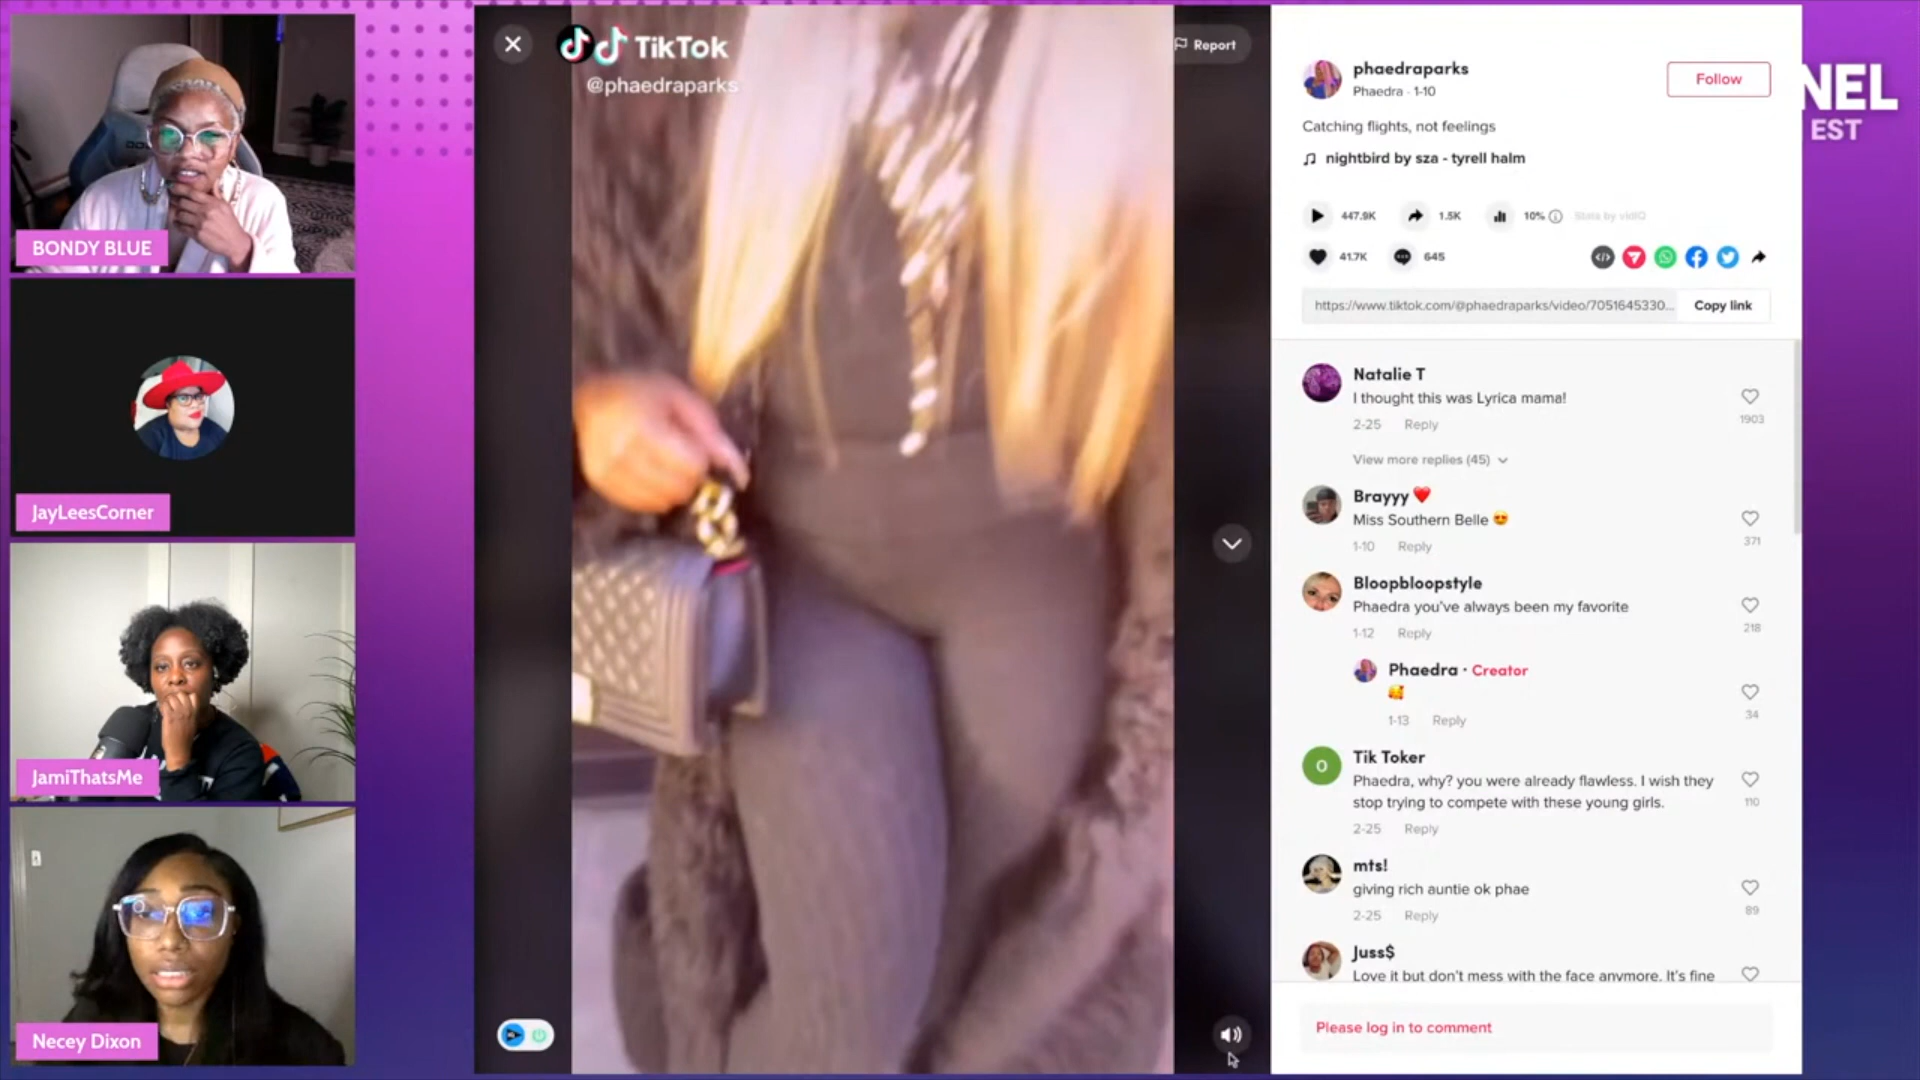 BONDY BLUE
JayLeesCorner
JamiThatsMe
Necey Dixon
TikTok
@phaedraparks
Report
phaedraparks
Phaedra · 1-10
Follow
NEL
EST
Catching flights, not feelings
nightbird by sza - tyrell halm
447.9K
1.5K
10%
Stats by vidIQ
41.7K
645
https://www.tiktok.com/@phaedraparks/video/7051645330...
Copy link
Natalie T
I thought this was Lyrica mama!
2-25 Reply
1903
View more replies (45)
Brayyy ❤️
Miss Southern Belle 😍
1-10 Reply
371
Bloopbloopstyle
Phaedra you've always been my favorite
1-12 Reply
218
Phaedra · Creator
🥰
1-13 Reply
34
O
Tik Toker
Phaedra, why? you were already flawless. I wish they
stop trying to compete with these young girls.
2-25 Reply
110
mts!
giving rich auntie ok phae
2-25 Reply
89
Juss$
Love it but don't mess with the face anymore. It's fine
Please log in to comment